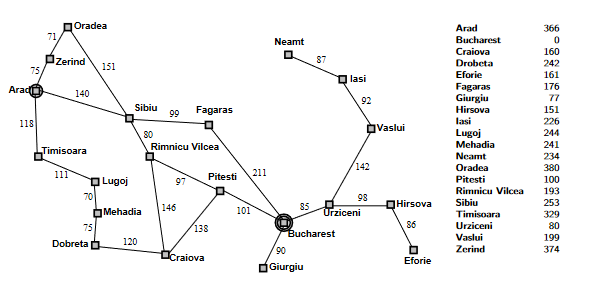 Oradea
71
Neamt
Zerind
87
151
75
Iasi
Arad
140
92
Sibiu
99
Fagaras
118
80
Vaslui
Timisoara
Rimnicu Vilcea
111
211
142
Lugoj
97
Pitesti
70
98
Hirsova
146
101
85
Mehadia
Urziceni
86
75
138
Bucharest
Dobreta
120
90
Craiova
Giurgiu
Eforie
Arad 366
Bucharest 0
Craiova 160
Drobeta 242
Eforie 161
Fagaras 176
Giurgiu 77
Hirsova 151
Iasi 226
Lugoj 244
Mehadia 241
Neamt 234
Oradea 380
Pitesti 100
Rimnicu Vilcea 193
Sibiu 253
Timisoara 329
Urziceni 80
Vaslui 199
Zerind 374